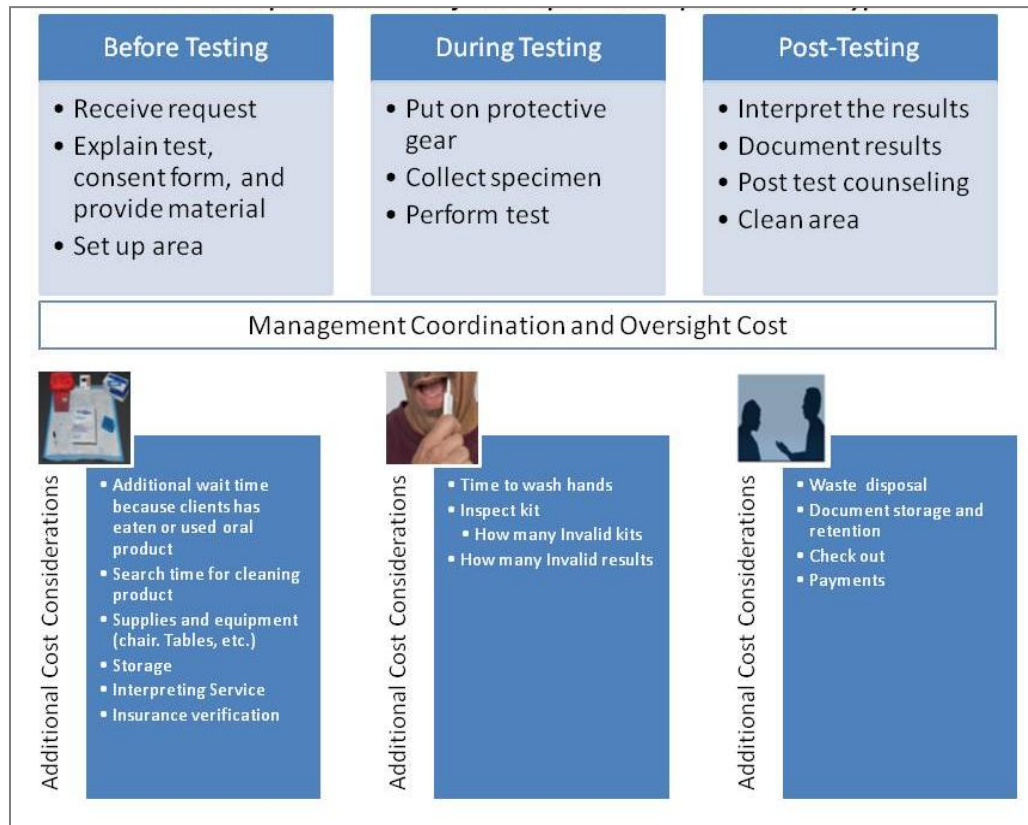 Before Testing
• Receive request
• Explain test,
consent form, and
provide material
• Set up area
During Testing
• Put on protective
gear
• Collect specimen
• Perform test
Post-Testing
• Interpret the results
• Document results
• Post test counseling
• Clean area
Management Coordination and Oversight Cost
Additional Cost Considerations
▪ Additional wait time
because clients has
eaten or used oral
product
▪ Search time for cleaning
product
▪ Supplies and equipment
(chair. Tables, etc.)
▪ Storage
▪ Interpreting Service
▪ Insurance verification
Additional Cost Considerations
▪ Time to wash hands
▪ Inspect kit
▪ How many Invalid kits
▪ How many Invalid results
Additional Cost Considerations
▪ Waste disposal
▪ Document storage and
retention
▪ Check out
▪ Payments